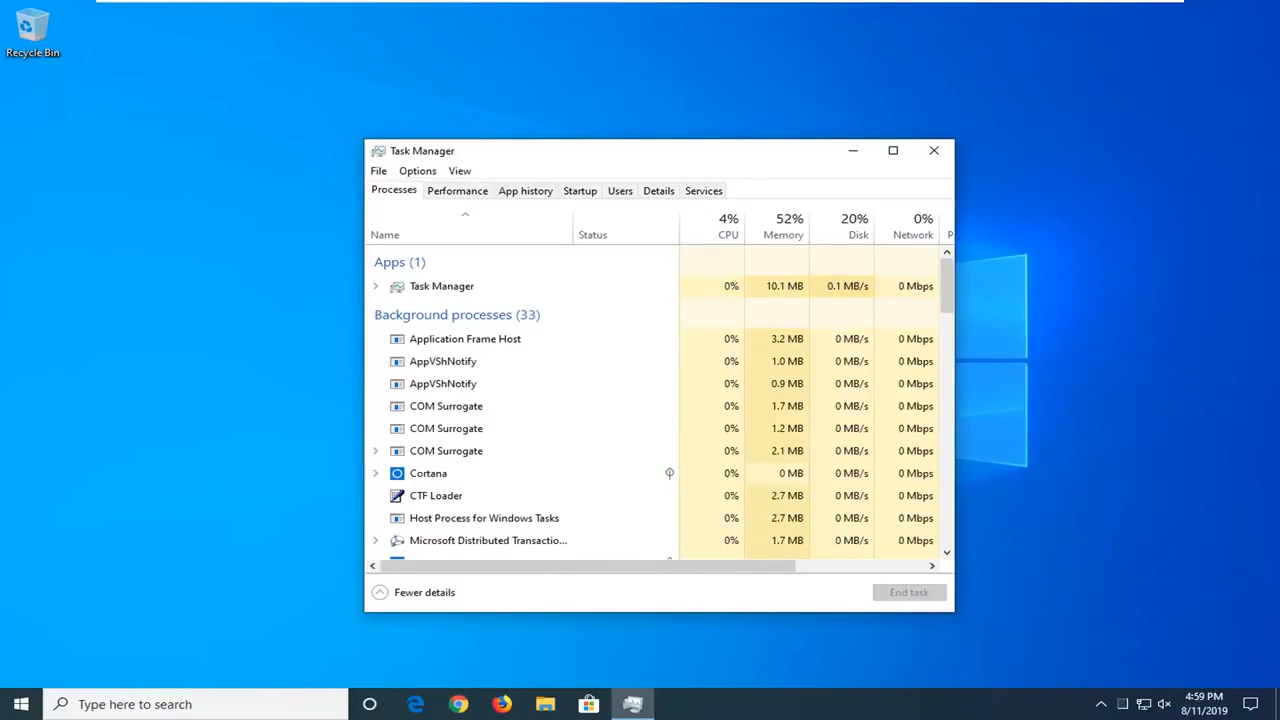 Recycle Bin
Task Manager
File Options View
Processes Performance App history Startup Users Details Services
4% 52% 20% 0%
Name Status CPU Memory Disk Network P
Apps (1)
Task Manager 0% 10.1 MB 0.1 MB/s 0 Mbps
Background processes (33)
Application Frame Host 0% 3.2 MB 0 MB/s 0 Mbps
AppVShNotify 0% 1.0 MB 0 MB/s 0 Mbps
AppVShNotify 0% 0.9 MB 0 MB/s 0 Mbps
COM Surrogate 0% 1.7 MB 0 MB/s 0 Mbps
COM Surrogate 0% 1.2 MB 0 MB/s 0 Mbps
COM Surrogate 0% 2.1 MB 0 MB/s 0 Mbps
Cortana 0% 0 MB 0 MB/s 0 Mbps
CTF Loader 0% 2.7 MB 0 MB/s 0 Mbps
Host Process for Windows Tasks 0% 2.7 MB 0 MB/s 0 Mbps
Microsoft Distributed Transactio... 0% 1.7 MB 0 MB/s 0 Mbps
Fewer details End task
Type here to search
4:59 PM
8/11/2019